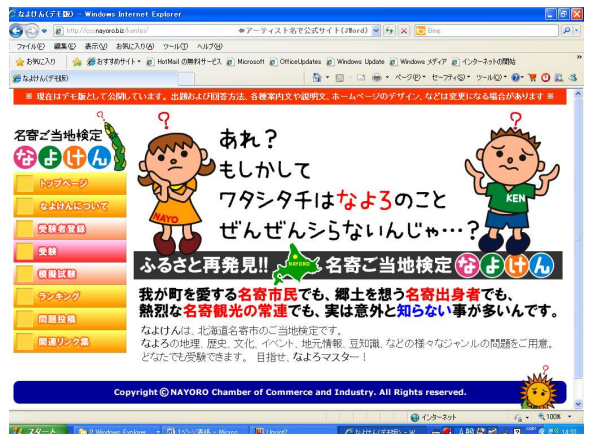 なよけん(デモ版) - Windows Internet Explorer
http://cci.nayoro.biz/kentei/
アーティスト名で公式サイト(JWord)
Bing
ファイル(F) 編集(E) 表示(V) お気に入り(A) ツール(T) ヘルプ(H)
お気に入り
おすすめサイト
HotMail の無料サービス
Microsoft
OfficeUpdates
Windows Update
Windows メディア
インターネットの開始
なよけん(デモ版)
ページ(P) セーフティ(S) ツール(O)
※ 現在はデモ版として公開しています。出題および回答方法、各種案内文や説明文、ホームページのデザイン、などは変更になる場合があります ※
名寄ご当地検定
なよけん
トップページ
なよけんについて
受験者登録
受験
模擬試験
ランキング
問題投稿
関連リンク集
?
?
NAYO
KEN
あれ?
もしかして
ワタシタチはなよろのこと
ぜんぜんシらないんじゃ…?
ふるさと再発見!!
NAYORO
名寄ご当地検定 なよけん
我が町を愛する名寄市民でも、郷土を想う名寄出身者でも、
熱烈な名寄観光の常連でも、実は意外と知らない事が多いんです。
なよけんは、北海道名寄市のご当地検定です。
なよろの地理、歴史、文化、イベント、地元情報、豆知識、などの様々なジャンルの問題をご用意。
どなたでも受験できます。 目指せ、なよろマスター!
Copyright © NAYORO Chamber of Commerce and Industry. All Rights reserved.
インターネット
100%
スタート
2 Windows Explorer
なよけん(デモ版) - W...
14:30